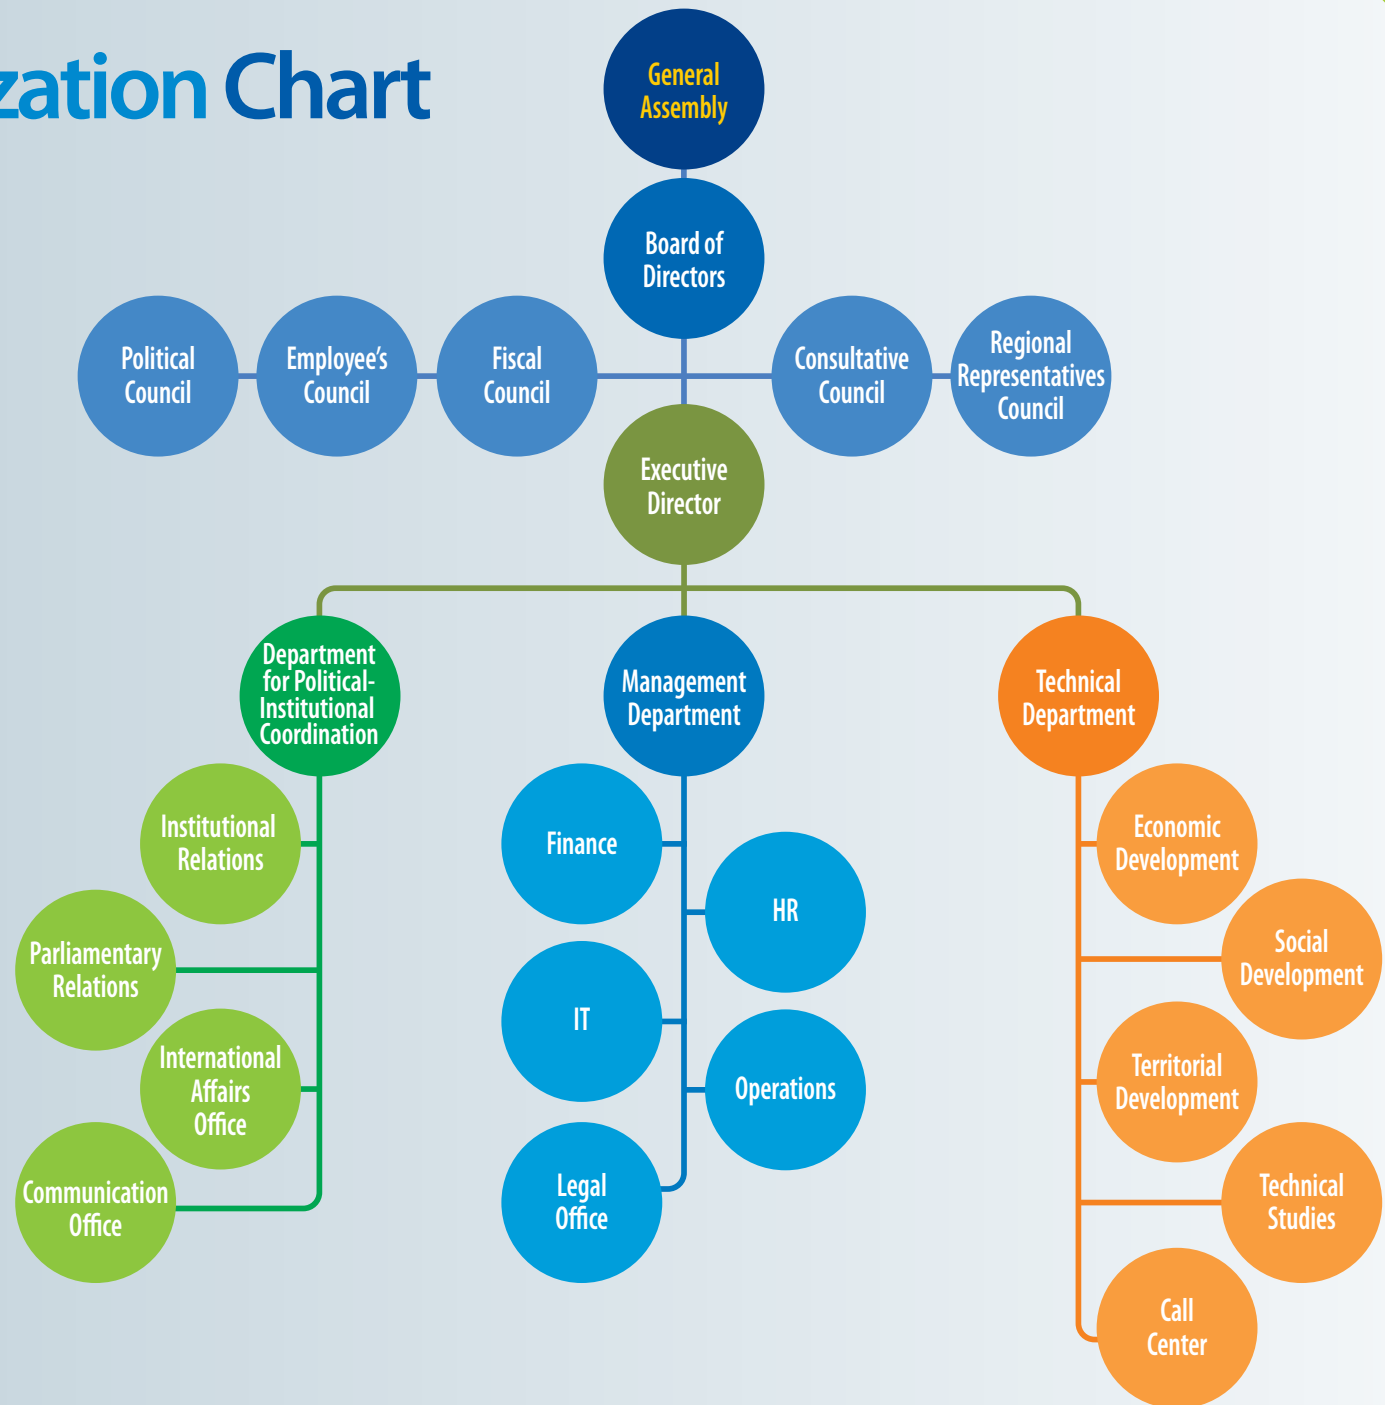 zation Chart
General
Assembly
Board of
Directors
Political
Council
Employee's
Council
Fiscal
Council
Consultative
Council
Regional
Representatives
Council
Executive
Director
Department
for Political-
Institutional
Coordination
Management
Department
Technical
Department
Institutional
Relations
Parliamentary
Relations
International
Affairs
Office
Communication
Office
Finance
HR
IT
Operations
Legal
Office
Economic
Development
Social
Development
Territorial
Development
Technical
Studies
Call
Center